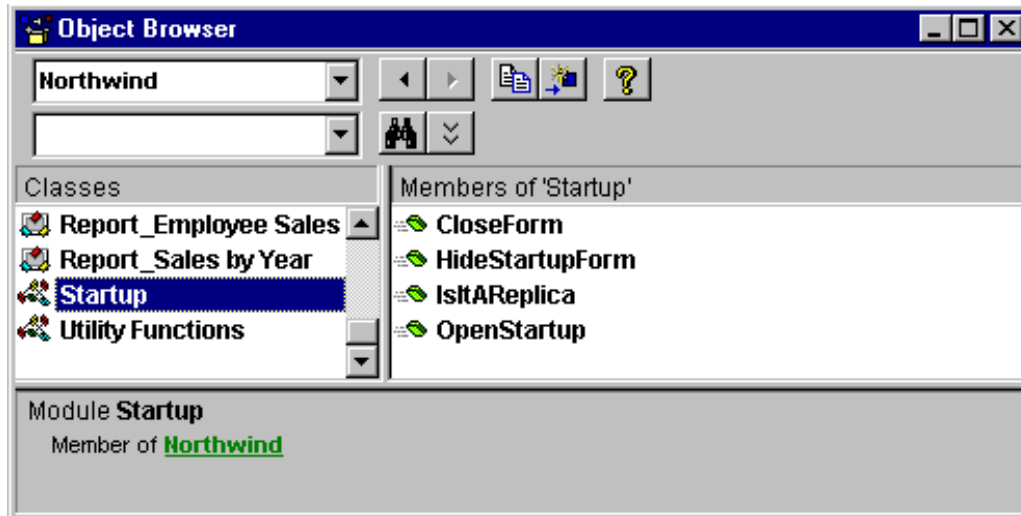 Object Browser
Northwind
Classes
Members of 'Startup'
Report_Employee Sales
Report_Sales by Year
Startup
Utility Functions
CloseForm
HideStartupForm
IsItAReplica
OpenStartup
Module Startup
Member of Northwind